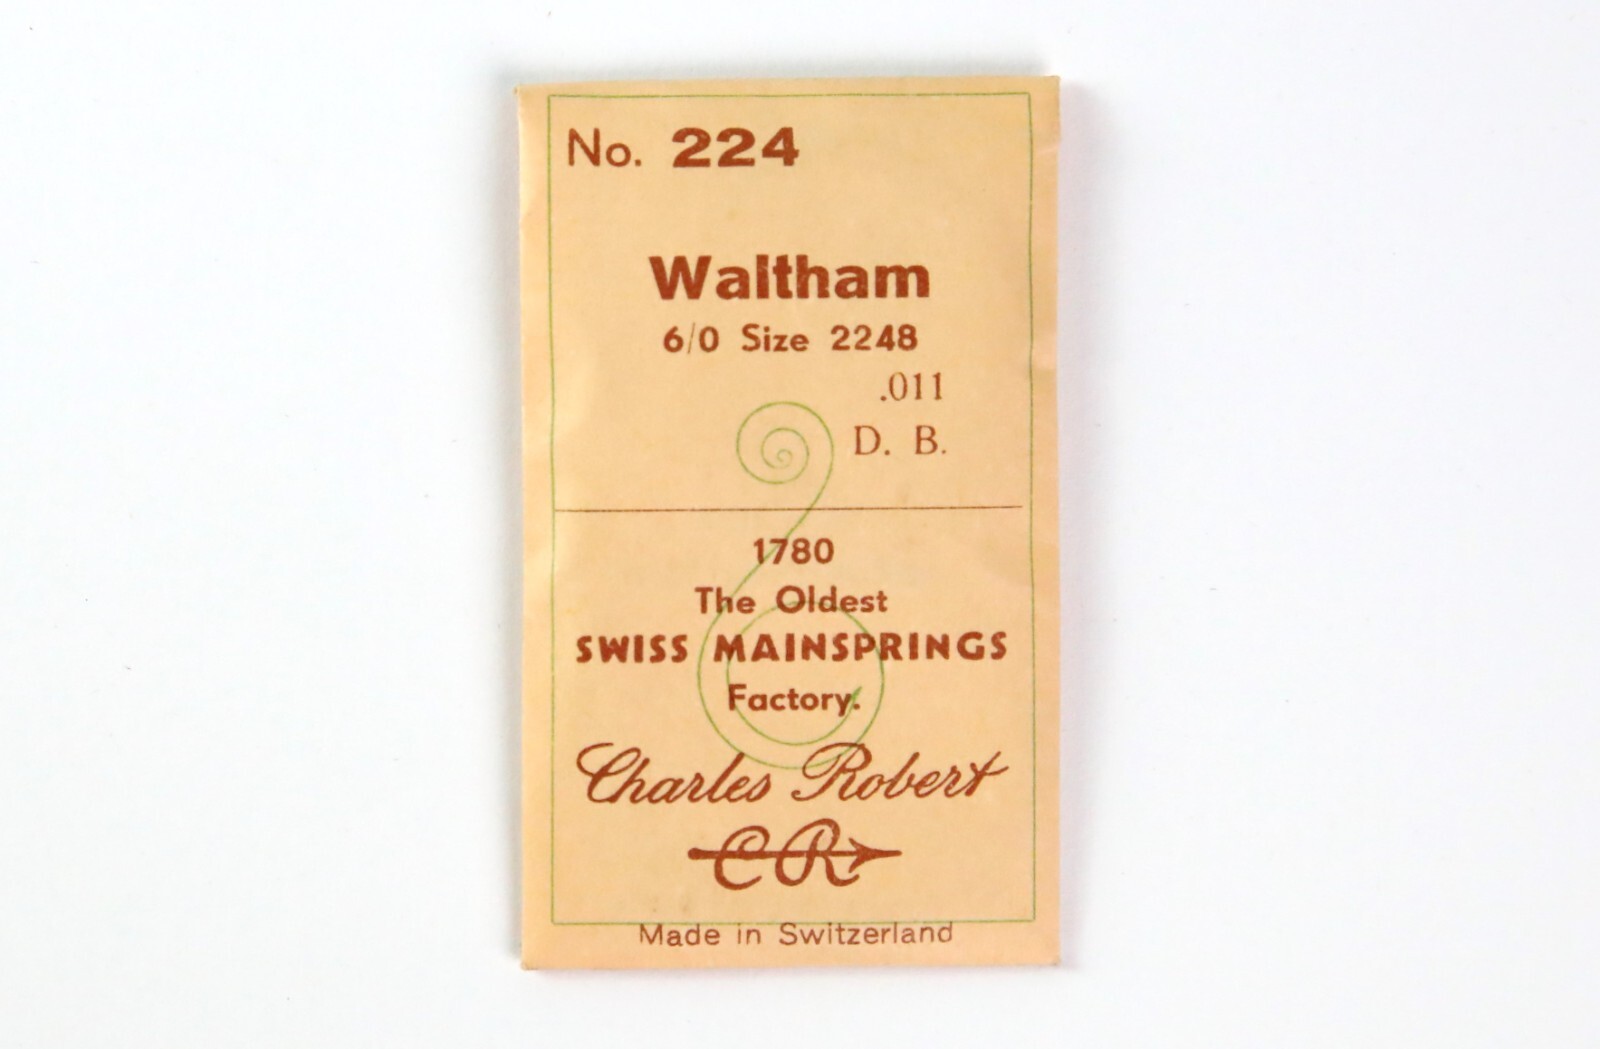 No. 224
Waltham
6/0 Size 2248
.011
D. B.
1780
The Oldest
SWISS MAINSPRINGS
Factory.
Charles Robert
CR
Made in Switzerland